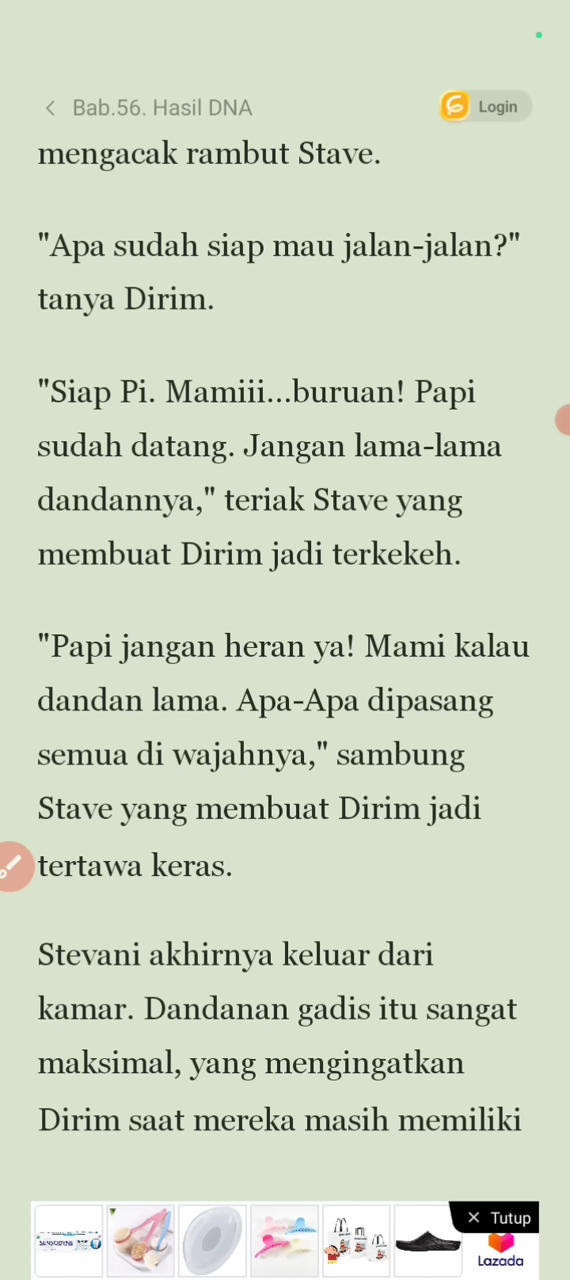 Bab.56. Hasil DNA
Login
mengacak rambut Stave.
"Apa sudah siap mau jalan-jalan?"
tanya Dirim.
"Siap Pi. Mamiii...buruan! Papi
sudah datang. Jangan lama-lama
dandannya," teriak Stave yang
membuat Dirim jadi terkekeh.
"Papi jangan heran ya! Mami kalau
dandan lama. Apa-Apa dipasang
semua di wajahnya," sambung
Stave yang membuat Dirim jadi
tertawa keras.
Stevani akhirnya keluar dari
kamar. Dandanan gadis itu sangat
maksimal, yang mengingatkan
Dirim saat mereka masih memiliki
× Tutup
SENSODYNE
Lazada